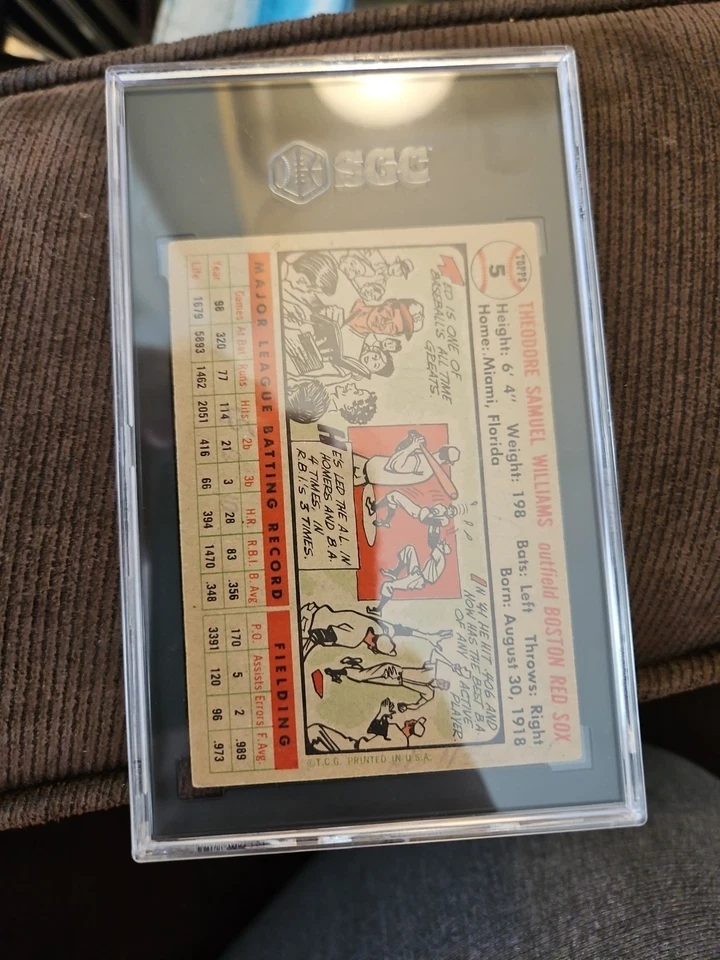 SGC
TOPPS
5
THEODORE SAMUEL WILLIAMS outfield BOSTON RED SOX
Height: 6' 4" Weight: 198 Bats: Left Throws: Right
Home: Miami, Florida Born: August 30, 1918
TED IS ONE OF
BASEBALL'S ALL TIME
GREATS.
HE'S LED THE A.L. IN
HOMERS AND B.A.
4 TIMES, IN
R.B.I.'S 3 TIMES.
IN '41 HE HIT .406 AND
NOW HAS THE BEST B.A.
OF ANY ACTIVE
PLAYER
©T.C.G. PRINTED IN U.S.A.
MAJOR LEAGUE BATTING RECORD FIELDING
Games At Bat Runs Hits 2b 3b H.R. R.B.I. B. Avg. P.O. Assists Errors F. Avg.
Year 98 320 77 114 21 3 28 83 .356 170 5 2 .989
Life 1679 5893 1462 2051 416 66 394 1470 .348 3391 120 96 .973